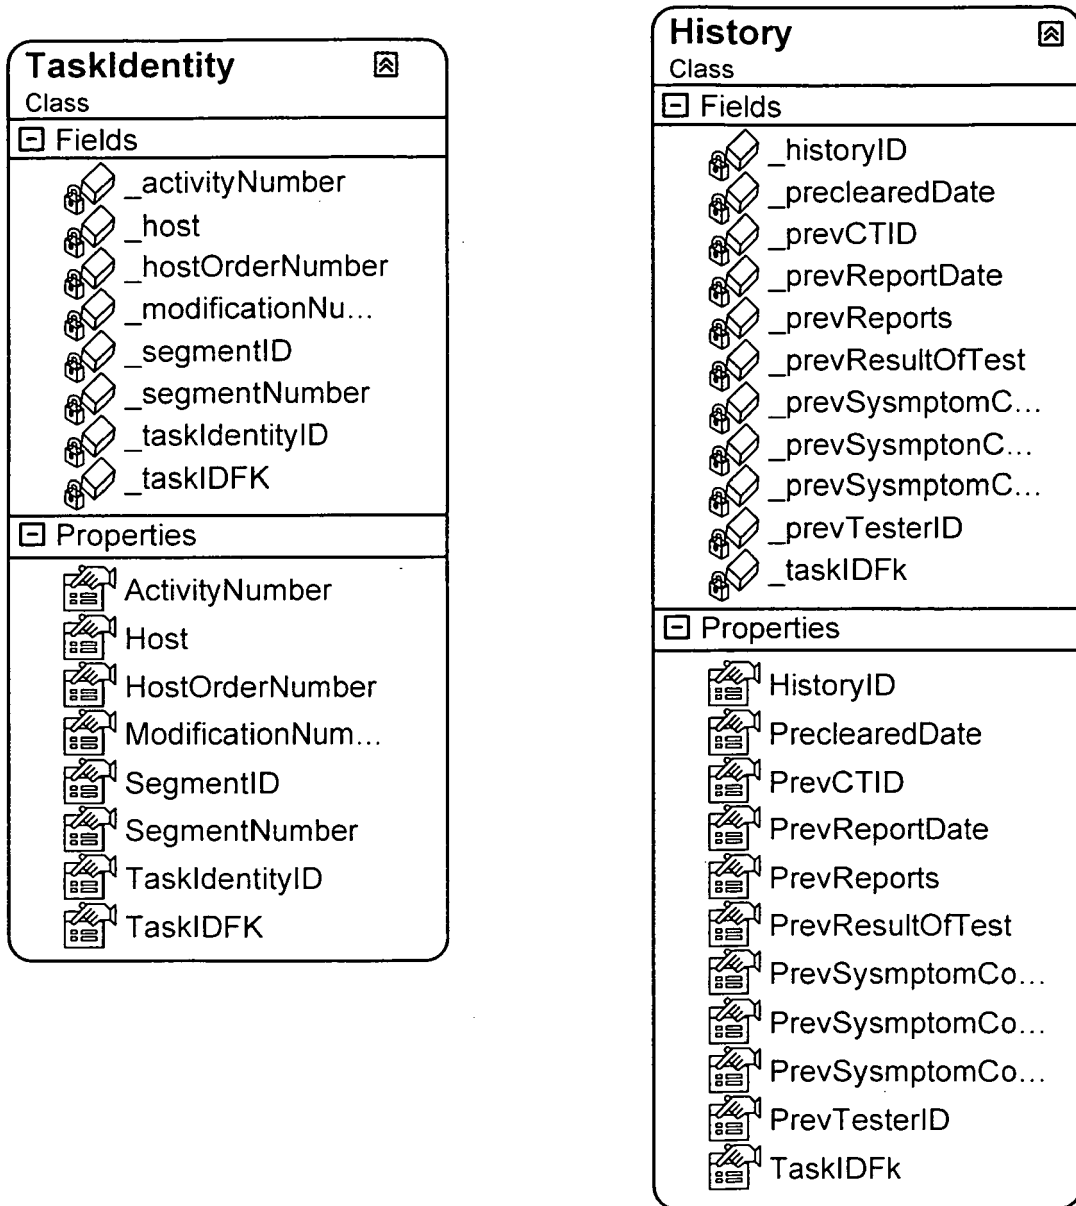 TaskIdentity
Class
Fields
_activityNumber
_host
_hostOrderNumber
_modificationNu...
_segmentID
_segmentNumber
_taskIdentityID
_taskIDFK
Properties
ActivityNumber
Host
HostOrderNumber
ModificationNum...
SegmentID
SegmentNumber
TaskIdentityID
TaskIDFK
History
Class
Fields
_historyID
_preclearedDate
_prevCTID
_prevReportDate
_prevReports
_prevResultOfTest
_prevSysmptomC...
_prevSysmptonC...
_prevSysmptomC...
_prevTesterID
_taskIDFk
Properties
HistoryID
PreclearedDate
PrevCTID
PrevReportDate
PrevReports
PrevResultOfTest
PrevSysmptomCo...
PrevSysmptomCo...
PrevSysmptomCo...
PrevTesterID
TaskIDFk